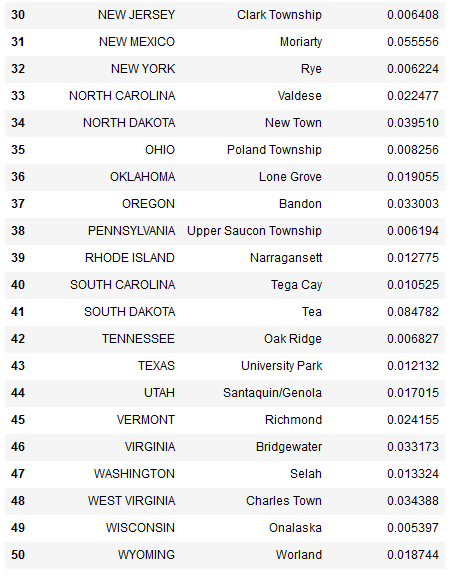 30 NEW JERSEY Clark Township 0.006408
31 NEW MEXICO Moriarty 0.055556
32 NEW YORK Rye 0.006224
33 NORTH CAROLINA Valdese 0.022477
34 NORTH DAKOTA New Town 0.039510
35 OHIO Poland Township 0.008256
36 OKLAHOMA Lone Grove 0.019055
37 OREGON Bandon 0.033003
38 PENNSYLVANIA Upper Saucon Township 0.006194
39 RHODE ISLAND Narragansett 0.012775
40 SOUTH CAROLINA Tega Cay 0.010525
41 SOUTH DAKOTA Tea 0.084782
42 TENNESSEE Oak Ridge 0.006827
43 TEXAS University Park 0.012132
44 UTAH Santaquin/Genola 0.017015
45 VERMONT Richmond 0.024155
46 VIRGINIA Bridgewater 0.033173
47 WASHINGTON Selah 0.013324
48 WEST VIRGINIA Charles Town 0.034388
49 WISCONSIN Onalaska 0.005397
50 WYOMING Worland 0.018744